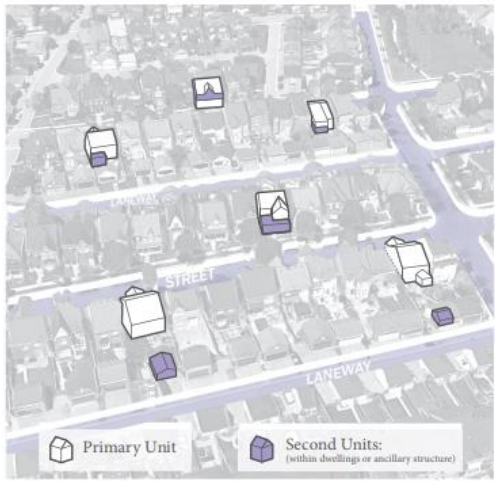 LANEWAY
STREET
LANEWAY
Primary Unit
Second Units:
(within dwellings or ancillary structure)